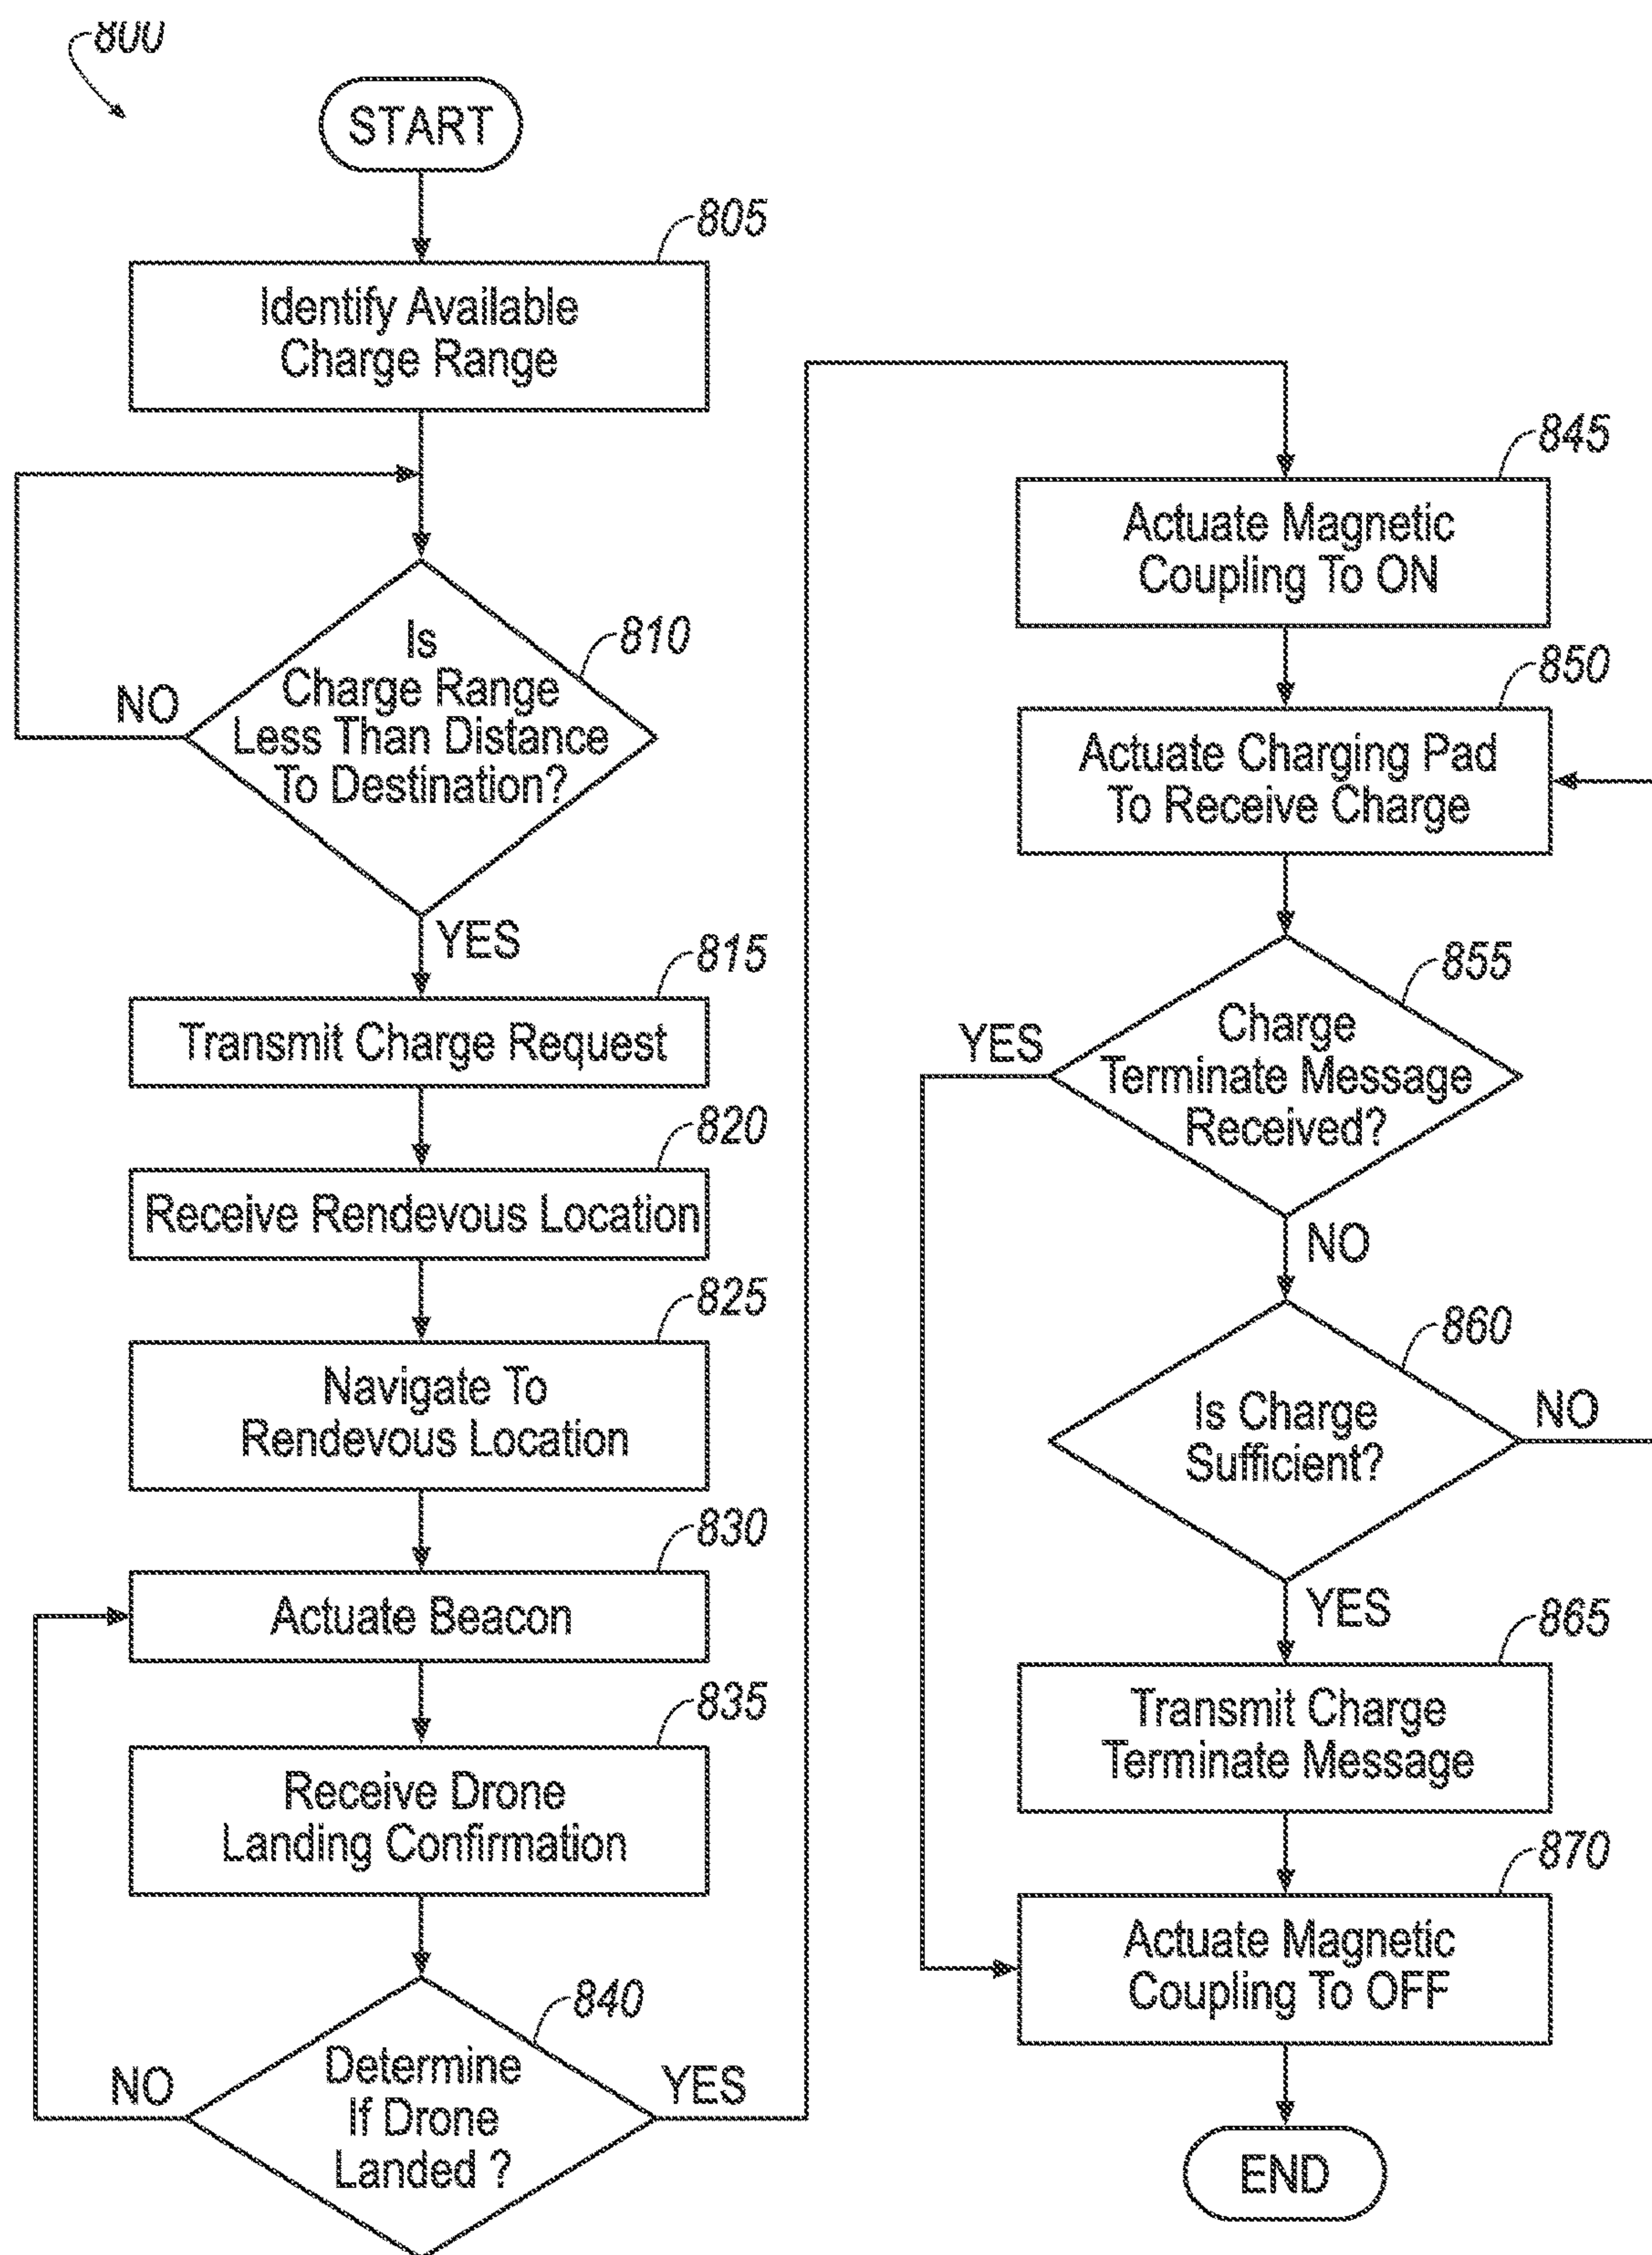 800
START
805
Identify Available
Charge Range
810
Is
Charge Range
Less Than Distance
To Destination?
NO
YES
815
Transmit Charge Request
820
Receive Rendevous Location
825
Navigate To
Rendevous Location
830
Actuate Beacon
835
Receive Drone
Landing Confirmation
840
Determine
If Drone
Landed ?
NO
YES
845
Actuate Magnetic
Coupling To ON
850
Actuate Charging Pad
To Receive Charge
855
Charge
Terminate Message
Received?
YES
NO
860
Is Charge
Sufficient?
NO
YES
865
Transmit Charge
Terminate Message
870
Actuate Magnetic
Coupling To OFF
END